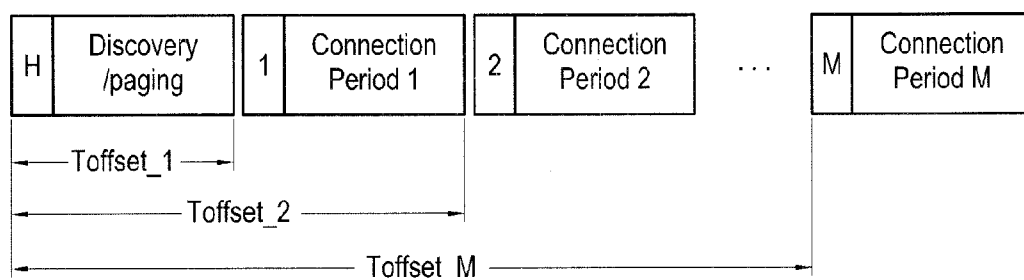 H
Discovery
/paging
1
Connection
Period 1
2
Connection
Period 2
. . .
M
Connection
Period M
Toffset_1
Toffset_2
Toffset_M